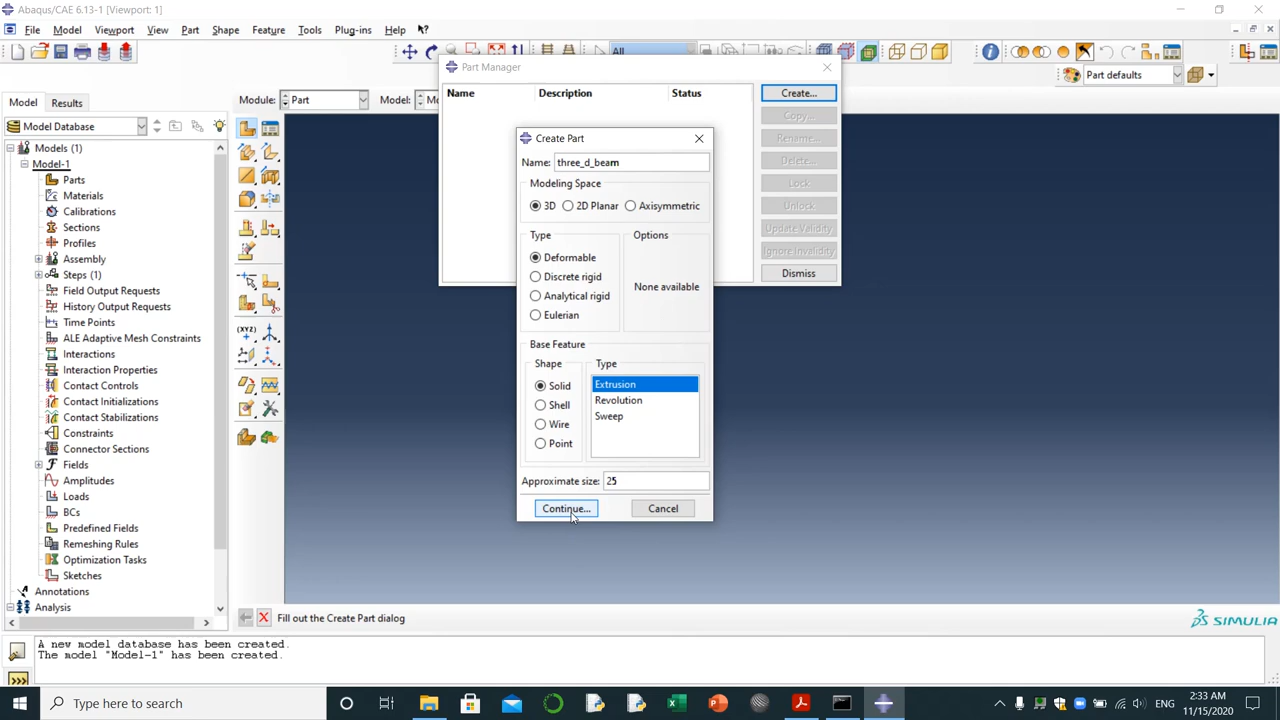 Abaqus/CAE 6.13-1 [Viewport: 1]
File Model Viewport View Part Shape Feature Tools Plug-ins Help
All
Part defaults
Part Manager
Name Description Status
Create...
Copy...
Rename...
Delete...
Lock
Unlock
Update Validity
Ignore Invalidity
Dismiss
Model Results
Module: Part Model:
Model Database
Models (1)
Model-1
Parts
Materials
Calibrations
Sections
Profiles
Assembly
Steps (1)
Field Output Requests
History Output Requests
Time Points
ALE Adaptive Mesh Constraints
Interactions
Interaction Properties
Contact Controls
Contact Initializations
Contact Stabilizations
Constraints
Connector Sections
Fields
Amplitudes
Loads
BCs
Predefined Fields
Remeshing Rules
Optimization Tasks
Sketches
Annotations
Analysis
(XYZ)
Create Part
Name: three_d_beam
Modeling Space
3D 2D Planar Axisymmetric
Type Options
Deformable
Discrete rigid
Analytical rigid
Eulerian
None available
Base Feature
Shape Type
Solid
Shell
Wire
Point
Extrusion
Revolution
Sweep
Approximate size: 25
Continue... Cancel
Fill out the Create Part dialog
SIMULIA
A new model database has been created.
The model "Model-1" has been created.
>>>
Type here to search
ENG
2:33 AM
11/15/2020